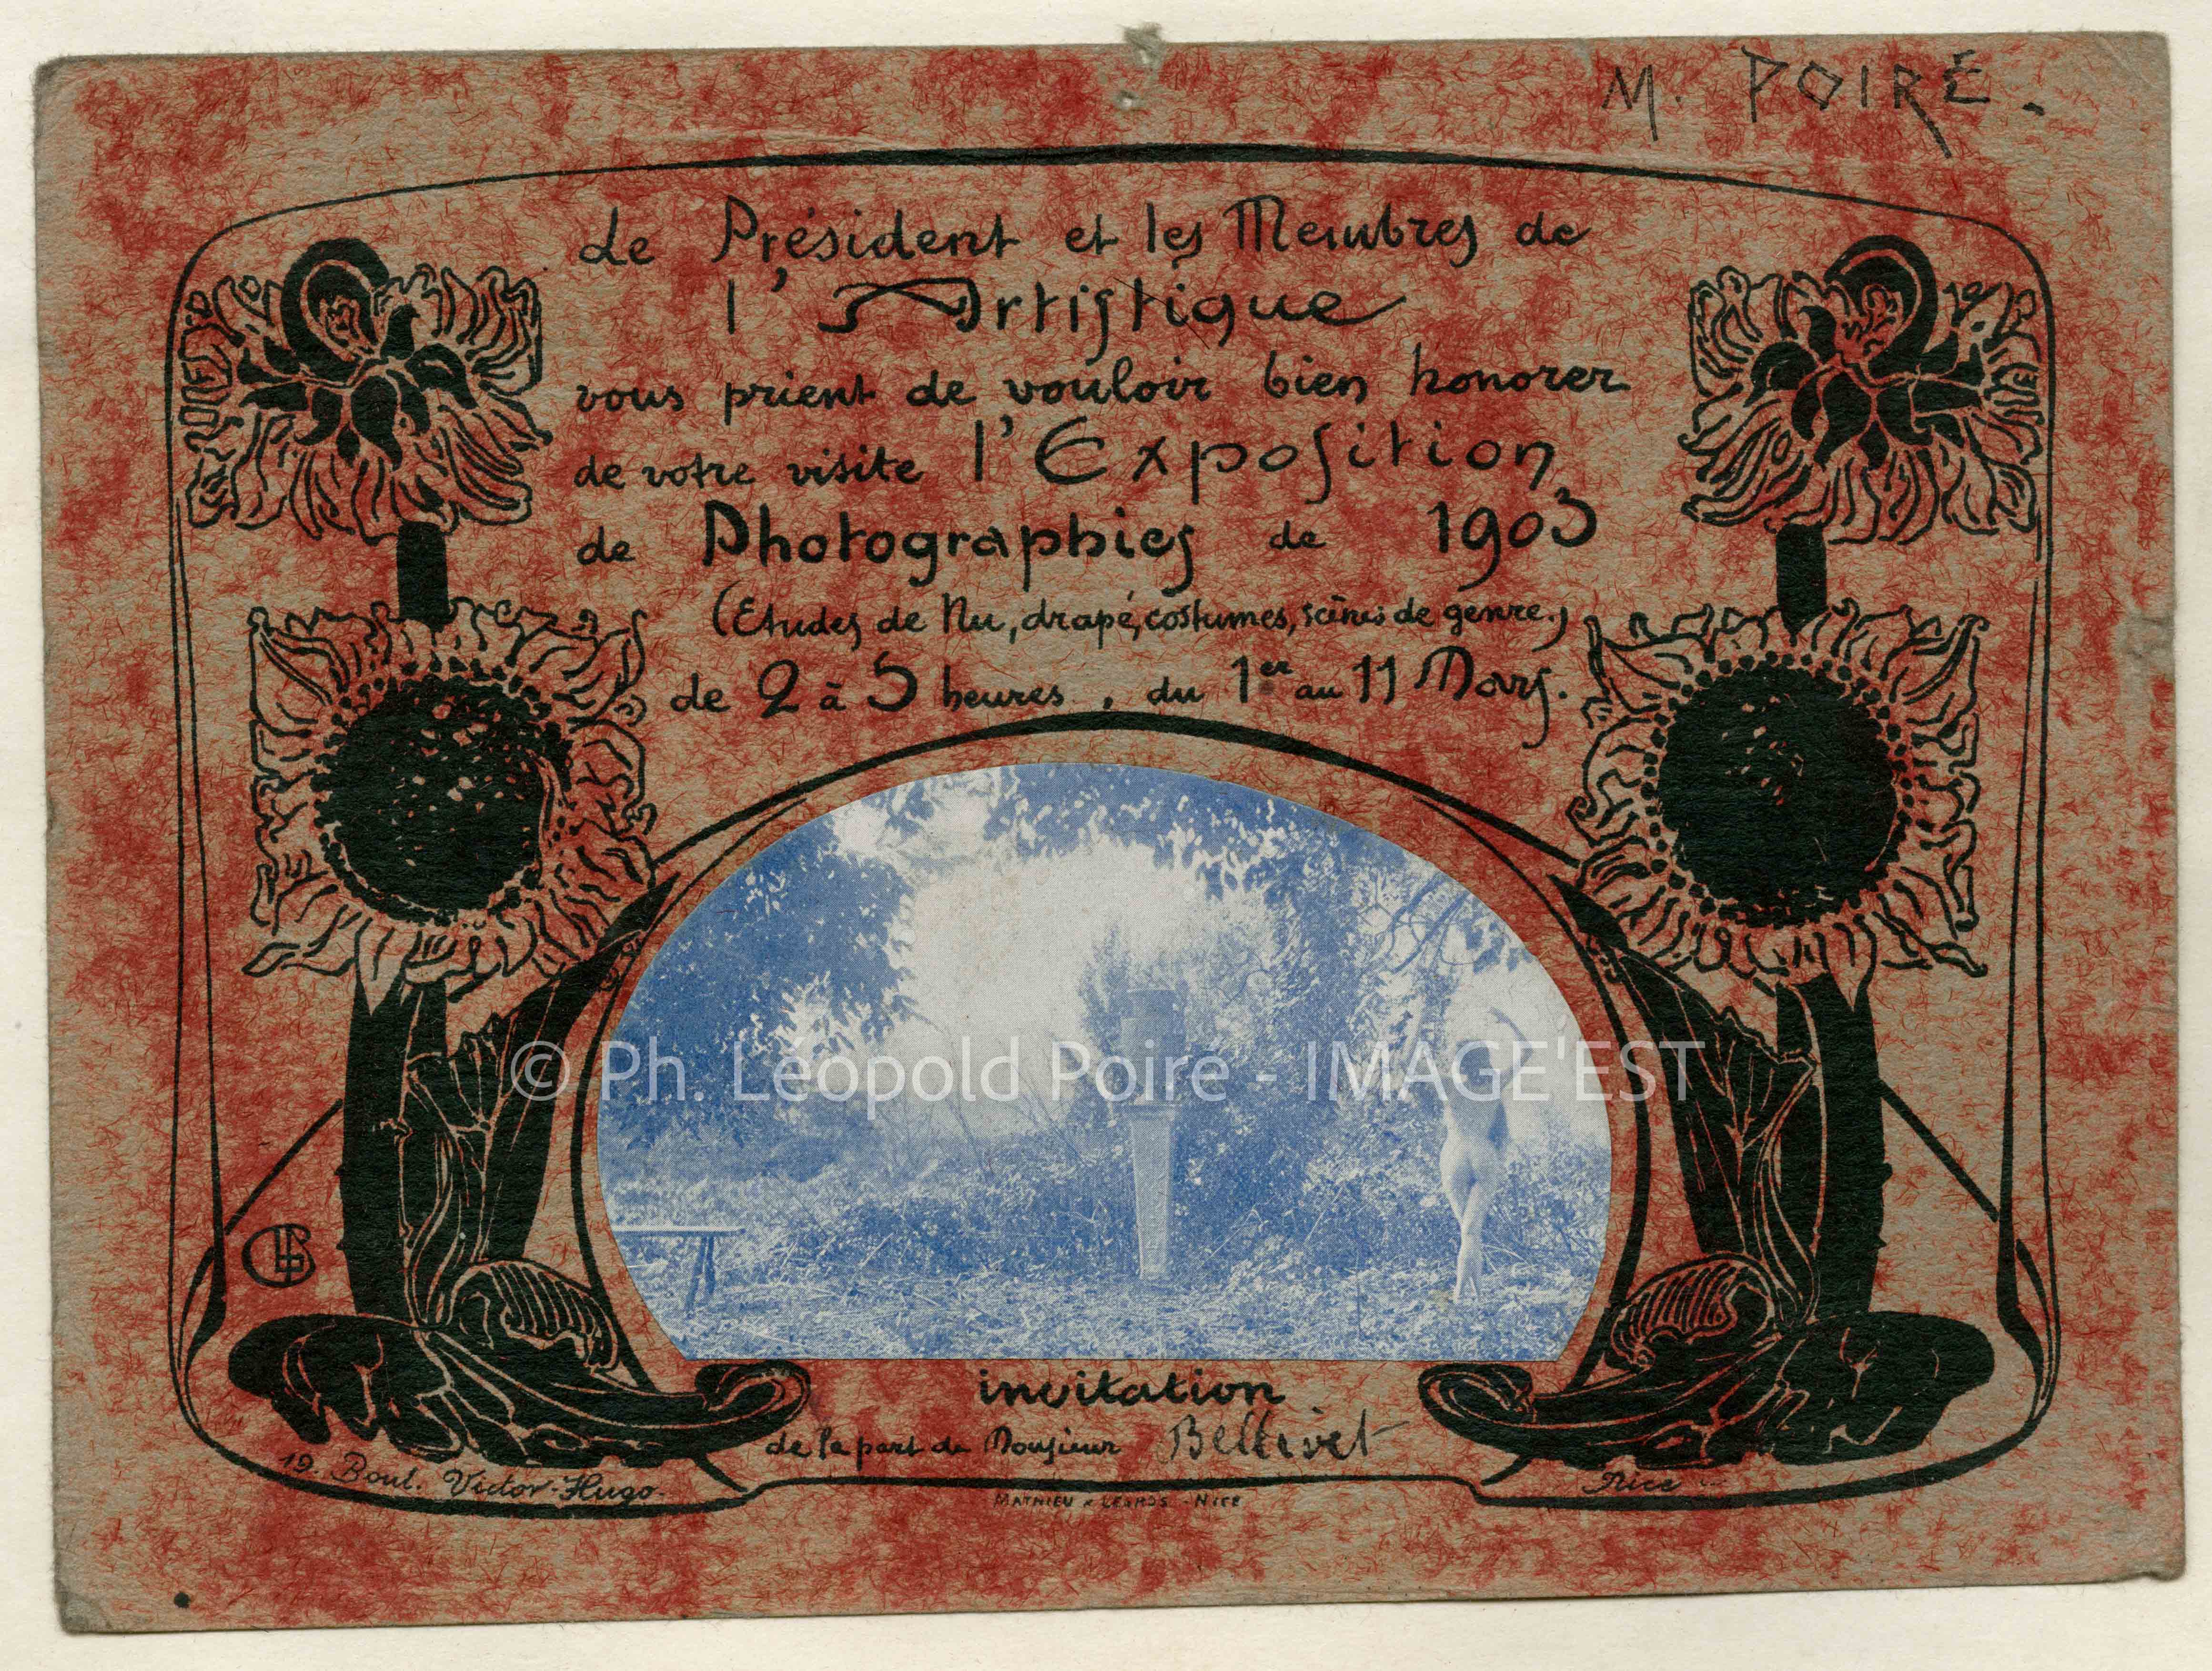 M. POIRÉ.
Le Président et les Membres de
l'Artistique
vous prient de vouloir bien honorer
de votre visite l'Exposition
de Photographies de 1903
(Etudes de Nu, drapé, costumes, scènes de genre.)
de 2 à 5 heures, du 1er au 11 Mars.
© Ph. Léopold Poiré - IMAGE'EST
invitation
de la part de Monsieur Bellivet
19. Boul. Victor-Hugo.
Nice
MATHIEU & LEGROS - NICE